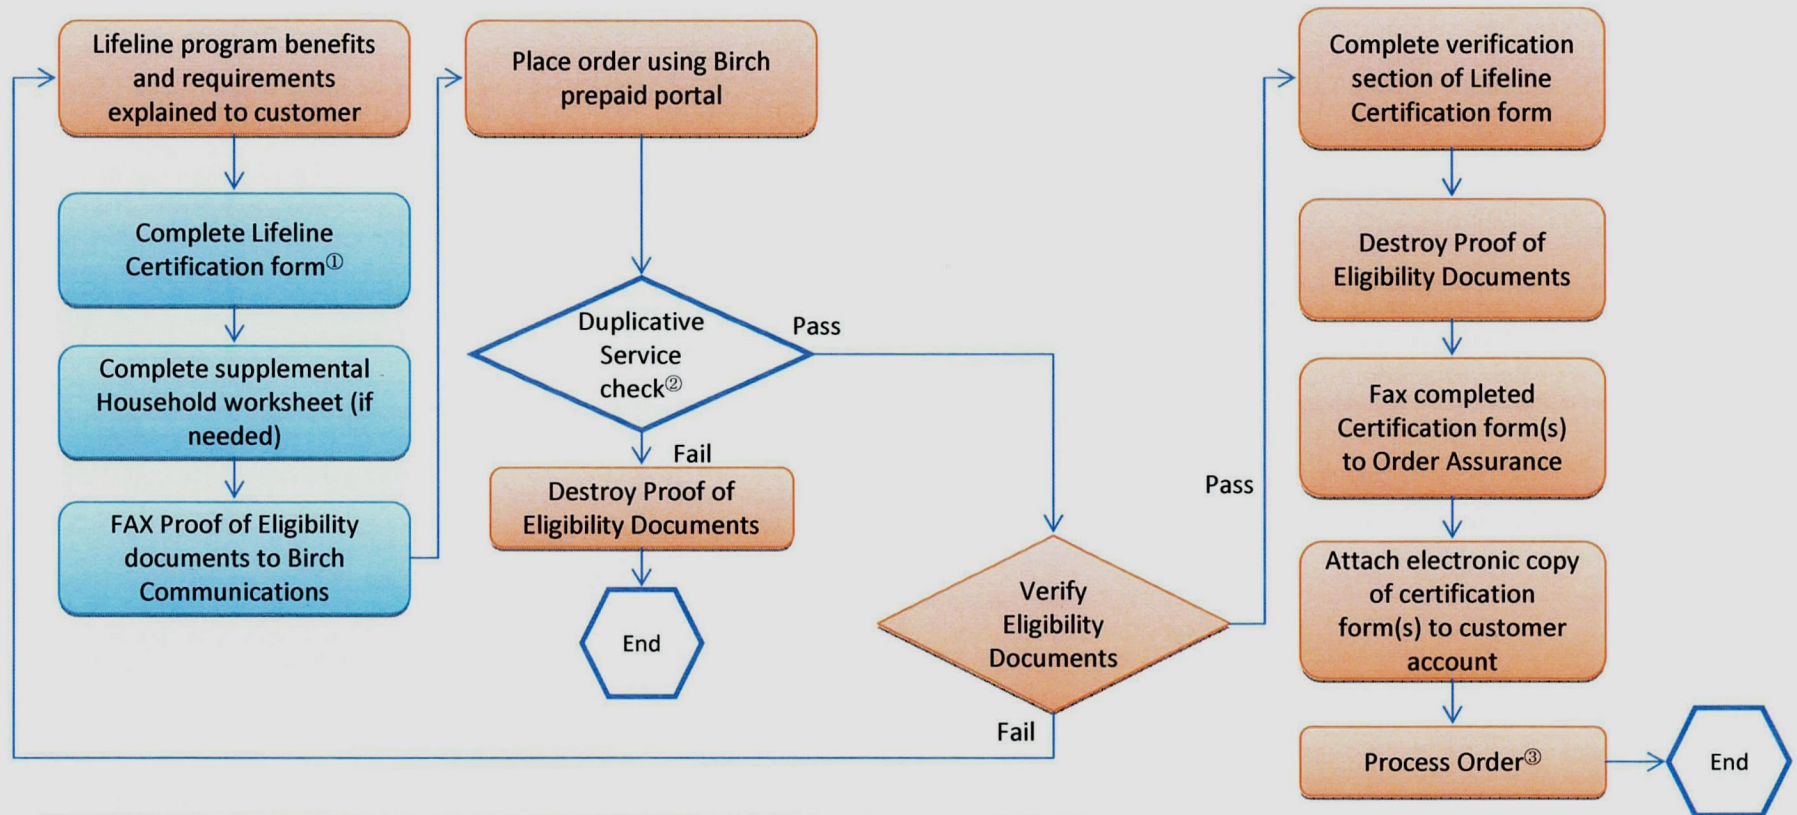 Lifeline program benefits
and requirements
explained to customer
Complete Lifeline
Certification form①
Complete supplemental
Household worksheet (if
needed)
FAX Proof of Eligibility
documents to Birch
Communications
Place order using Birch
prepaid portal
Duplicative
Service
check②
Pass
Fail
Destroy Proof of
Eligibility Documents
End
Verify
Eligibility
Documents
Fail
Pass
Complete verification
section of Lifeline
Certification form
Destroy Proof of
Eligibility Documents
Fax completed
Certification form(s)
to Order Assurance
Attach electronic copy
of certification
form(s) to customer
account
Process Order③
End